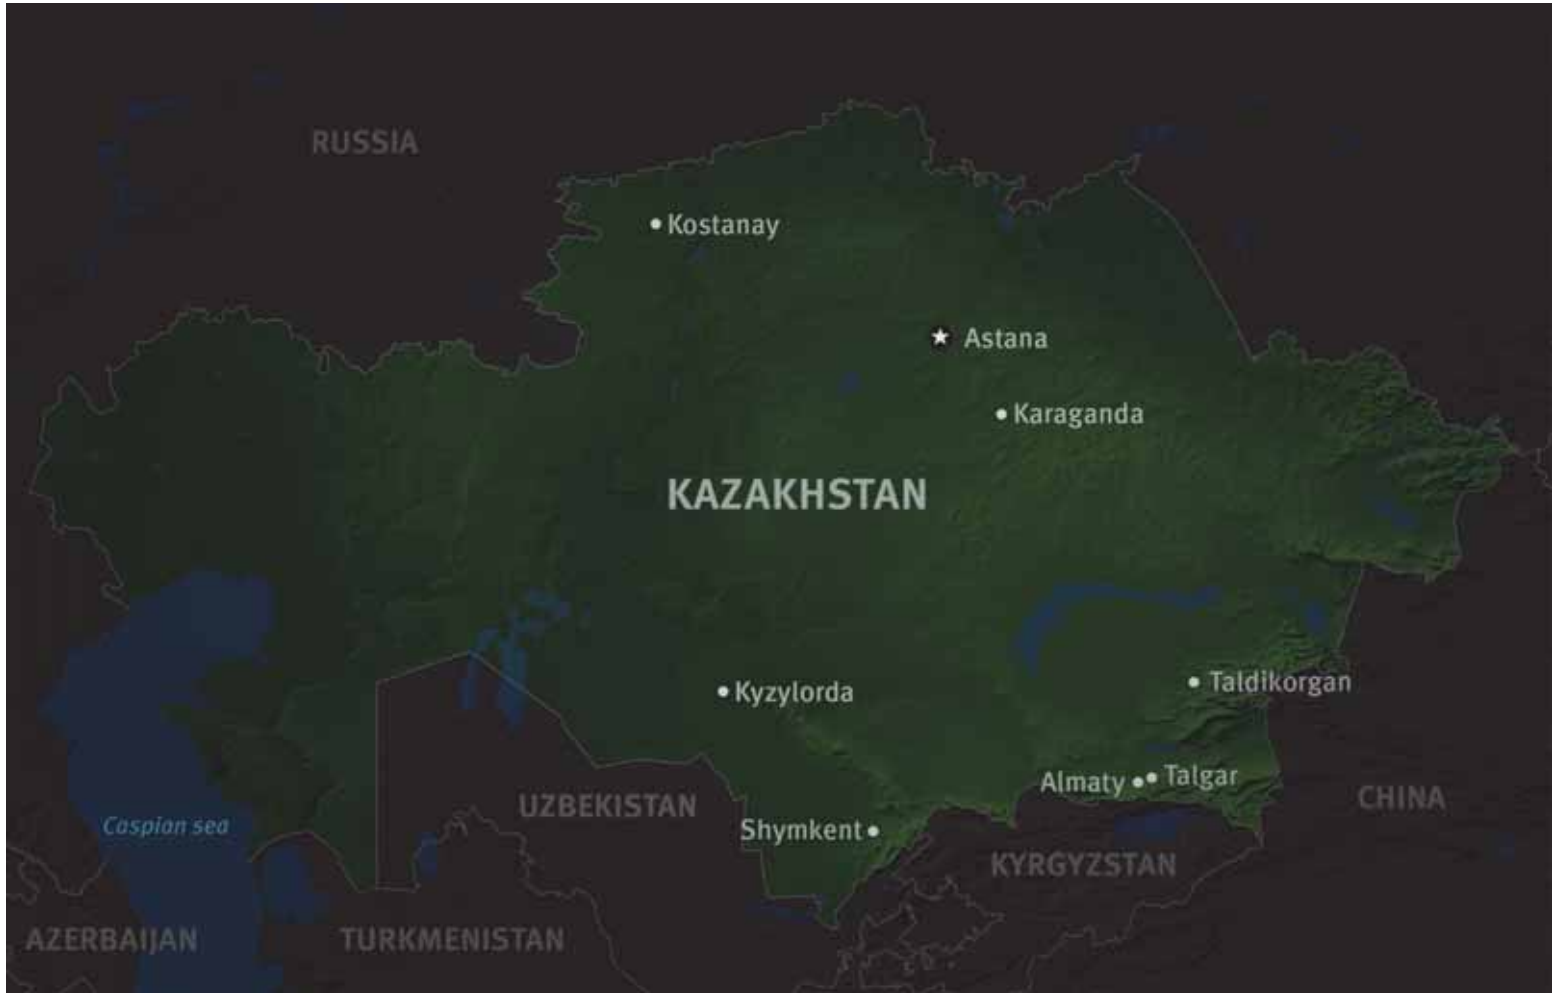 RUSSIA
Kostanay
Astana
Karaganda
KAZAKHSTAN
Taldikorgan
Kyzylorda
Talgar
Almaty
CHINA
UZBEKISTAN
Caspian sea
Shymkent
KYRGYZSTAN
AZERBAIJAN
TURKMENISTAN